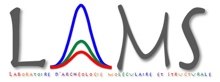 LAMS
LABORATOIRE D'ARCHÉOLOGIE MOLÉCULAIRE ET STRUCTURALE